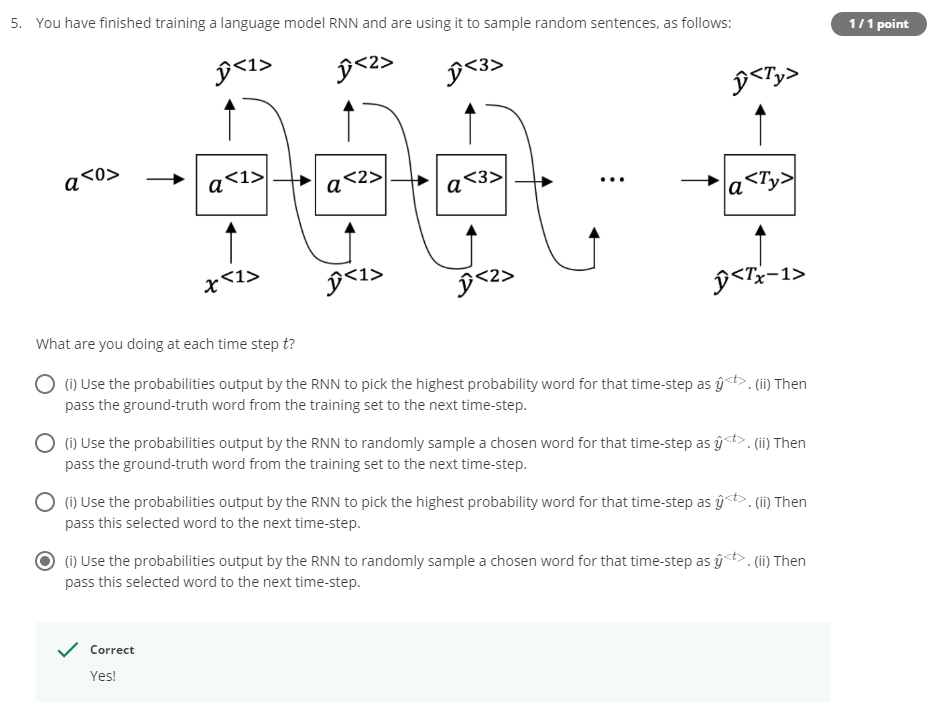 5. You have finished training a language model RNN and are using it to sample random sentences, as follows:
1 / 1 point
ŷ<1> ŷ<2> ŷ<3> ŷ<Ty>
a<0> a<1> a<2> a<3> ... a<Ty>
x<1> ŷ<1> ŷ<2> ŷ<Tx−1>
What are you doing at each time step t?
(i) Use the probabilities output by the RNN to pick the highest probability word for that time-step as ŷ<t>. (ii) Then
pass the ground-truth word from the training set to the next time-step.
(i) Use the probabilities output by the RNN to randomly sample a chosen word for that time-step as ŷ<t>. (ii) Then
pass the ground-truth word from the training set to the next time-step.
(i) Use the probabilities output by the RNN to pick the highest probability word for that time-step as ŷ<t>. (ii) Then
pass this selected word to the next time-step.
(i) Use the probabilities output by the RNN to randomly sample a chosen word for that time-step as ŷ<t>. (ii) Then
pass this selected word to the next time-step.
Correct
Yes!